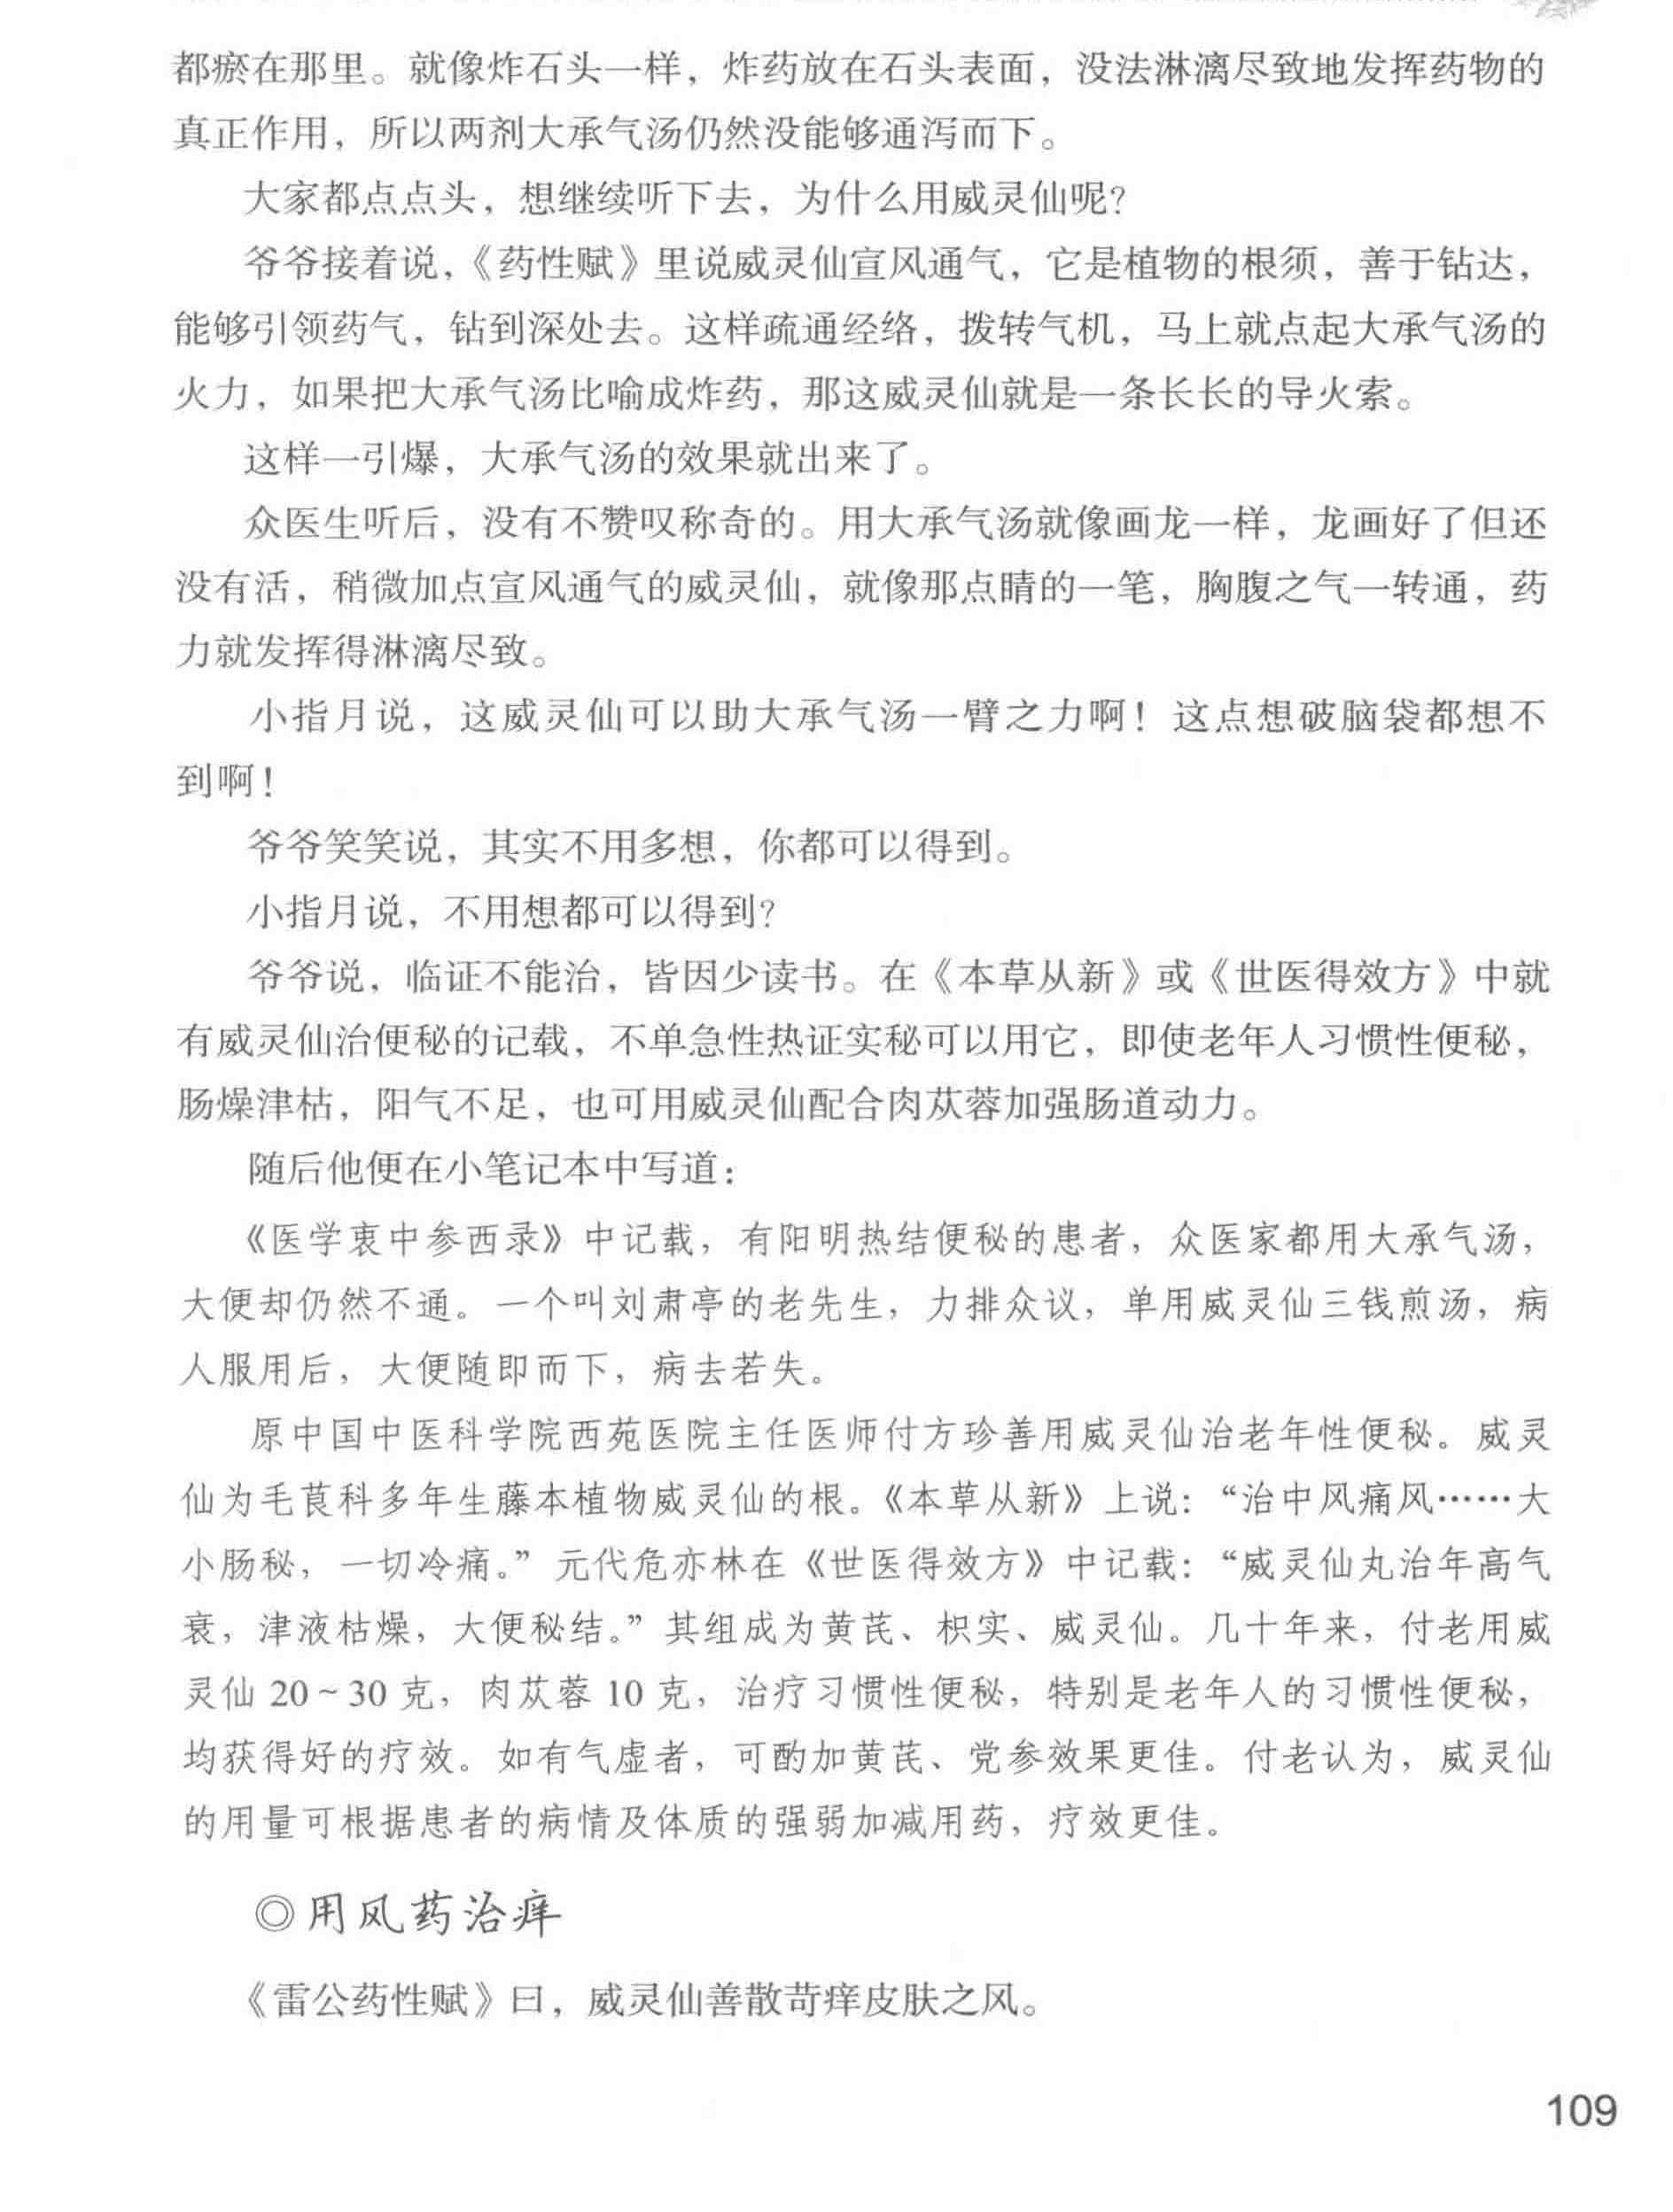 都瘀在那里。就像炸石头一样，炸药放在石头表面，没法淋漓尽致地发挥药物的
真正作用，所以两剂大承气汤仍然没能够通泻而下。
大家都点点头，想继续听下去，为什么用威灵仙呢？
爷爷接着说，《药性赋》里说威灵仙宣风通气，它是植物的根须，善于钻达，
能够引领药气，钻到深处去。这样疏通经络，拨转气机，马上就点起大承气汤的
火力，如果把大承气汤比喻成炸药，那这威灵仙就是一条长长的导火索。
这样一引爆，大承气汤的效果就出来了。
众医生听后，没有不赞叹称奇的。用大承气汤就像画龙一样，龙画好了但还
没有活，稍微加点宣风通气的威灵仙，就像那点睛的一笔，胸腹之气一转通，药
力就发挥得淋漓尽致。
小指月说，这威灵仙可以助大承气汤一臂之力啊！这点想破脑袋都想不
到啊！
爷爷笑笑说，其实不用多想，你都可以得到。
小指月说，不用想都可以得到？
爷爷说，临证不能治，皆因少读书。在《本草从新》或《世医得效方》中就
有威灵仙治便秘的记载，不单急性热证实秘可以用它，即使老年人习惯性便秘，
肠燥津枯，阳气不足，也可用威灵仙配合肉苁蓉加强肠道动力。
随后他便在小笔记本中写道：
《医学衷中参西录》中记载，有阳明热结便秘的患者，众医家都用大承气汤，
大便却仍然不通。一个叫刘肃亭的老先生，力排众议，单用威灵仙三钱煎汤，病
人服用后，大便随即而下，病去若失。
原中国中医科学院西苑医院主任医师付方珍善用威灵仙治老年性便秘。威灵
仙为毛茛科多年生藤本植物威灵仙的根。《本草从新》上说：“治中风痛风……大
小肠秘，一切冷痛。”元代危亦林在《世医得效方》中记载：“威灵仙丸治年高气
衰，津液枯燥，大便秘结。”其组成为黄芪、枳实、威灵仙。几十年来，付老用威
灵仙 20～30 克，肉苁蓉 10 克，治疗习惯性便秘，特别是老年人的习惯性便秘，
均获得好的疗效。如有气虚者，可酌加黄芪、党参效果更佳。付老认为，威灵仙
的用量可根据患者的病情及体质的强弱加减用药，疗效更佳。
◎用风药治痒
《雷公药性赋》曰，威灵仙善散苛痒皮肤之风。
109